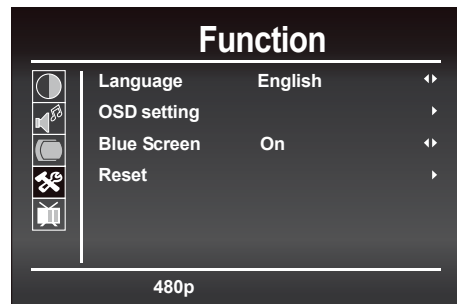 Function
Language English
OSD setting
Blue Screen On
Reset
480p